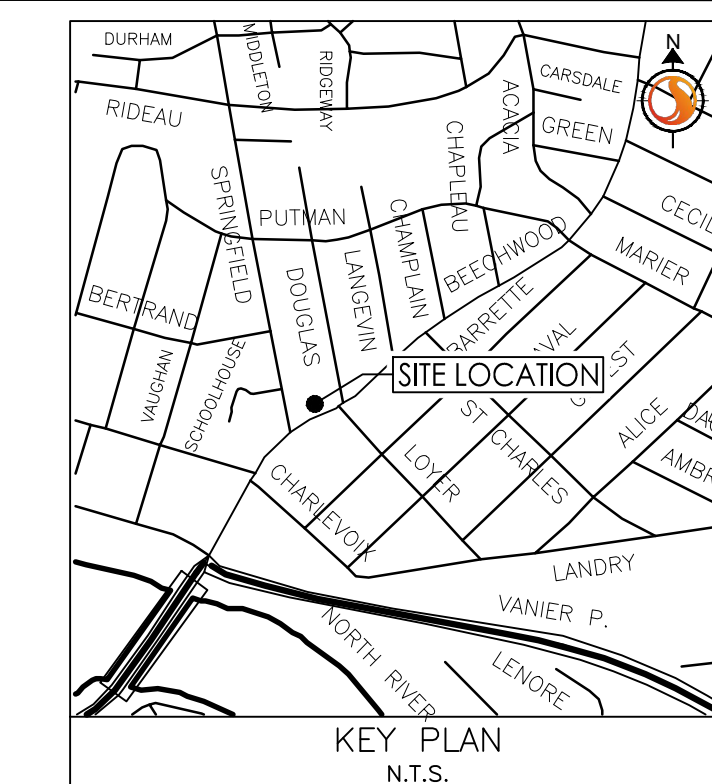 DURHAM
MIDDLETON
RIDGEWAY
N
CARSDALE
ACACIA
RIDEAU
GREEN
CHAPLEAU
SPRINGFIELD
PUTMAN
CHAMPLAIN
CECIL
BEECHWOOD
MARIER
LANGEVIN
DOUGLAS
BERTRAND
BARRETTE
VAUGHAN
SCHOOLHOUSE
SITE LOCATION
ST CHARLES
ALICE
LOYER
AMBR
CHARLEVOIX
LANDRY
VANIER P.
NORTH RIVER
LENORE
KEY PLAN
N.T.S.